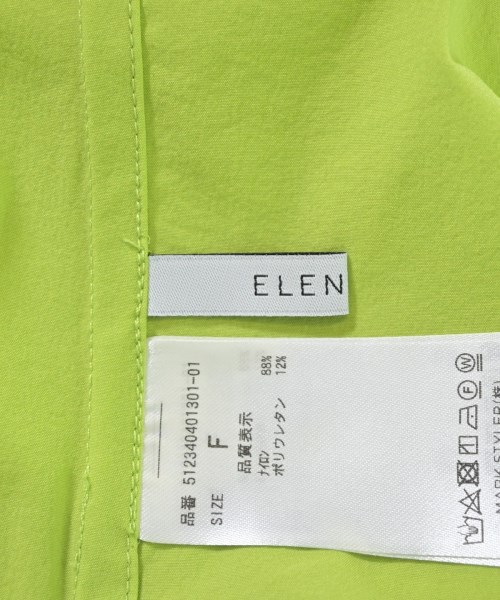 ELEN
品番 512340401301-01
SIZE F
品質表示
ﾅｲﾛﾝ 88%
ポリウレタン 12%
MARK STYLER(株)